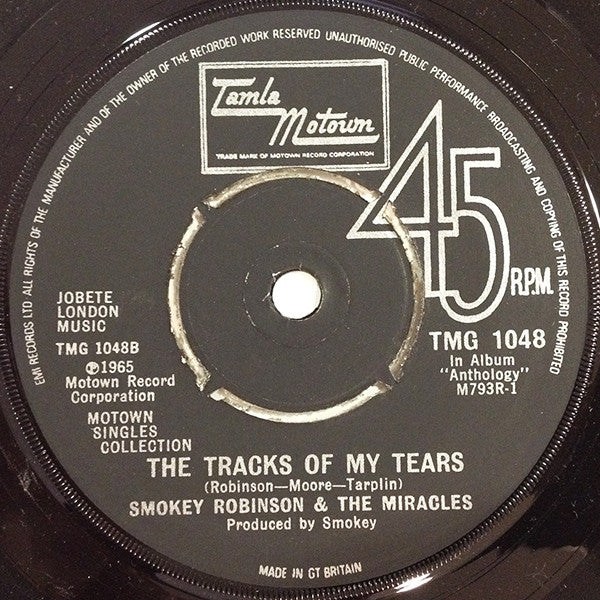 EMI RECORDS LTD ALL RIGHTS OF THE MANUFACTURER AND OF THE OWNER OF THE RECORDED WORK RESERVED UNAUTHORISED PUBLIC PERFORMANCE BROADCASTING AND COPYING OF THIS RECORD PROHIBITED
Tamla
Motown
TRADE MARK OF MOTOWN RECORD CORPORATION
45
R.P.M.
JOBETE
LONDON
MUSIC
TMG 1048B
℗1965
Motown Record
Corporation
MOTOWN
SINGLES
COLLECTION
TMG 1048
In Album
"Anthology"
M793R-1
THE TRACKS OF MY TEARS
(Robinson—Moore—Tarplin)
SMOKEY ROBINSON & THE MIRACLES
Produced by Smokey
MADE IN GT BRITAIN